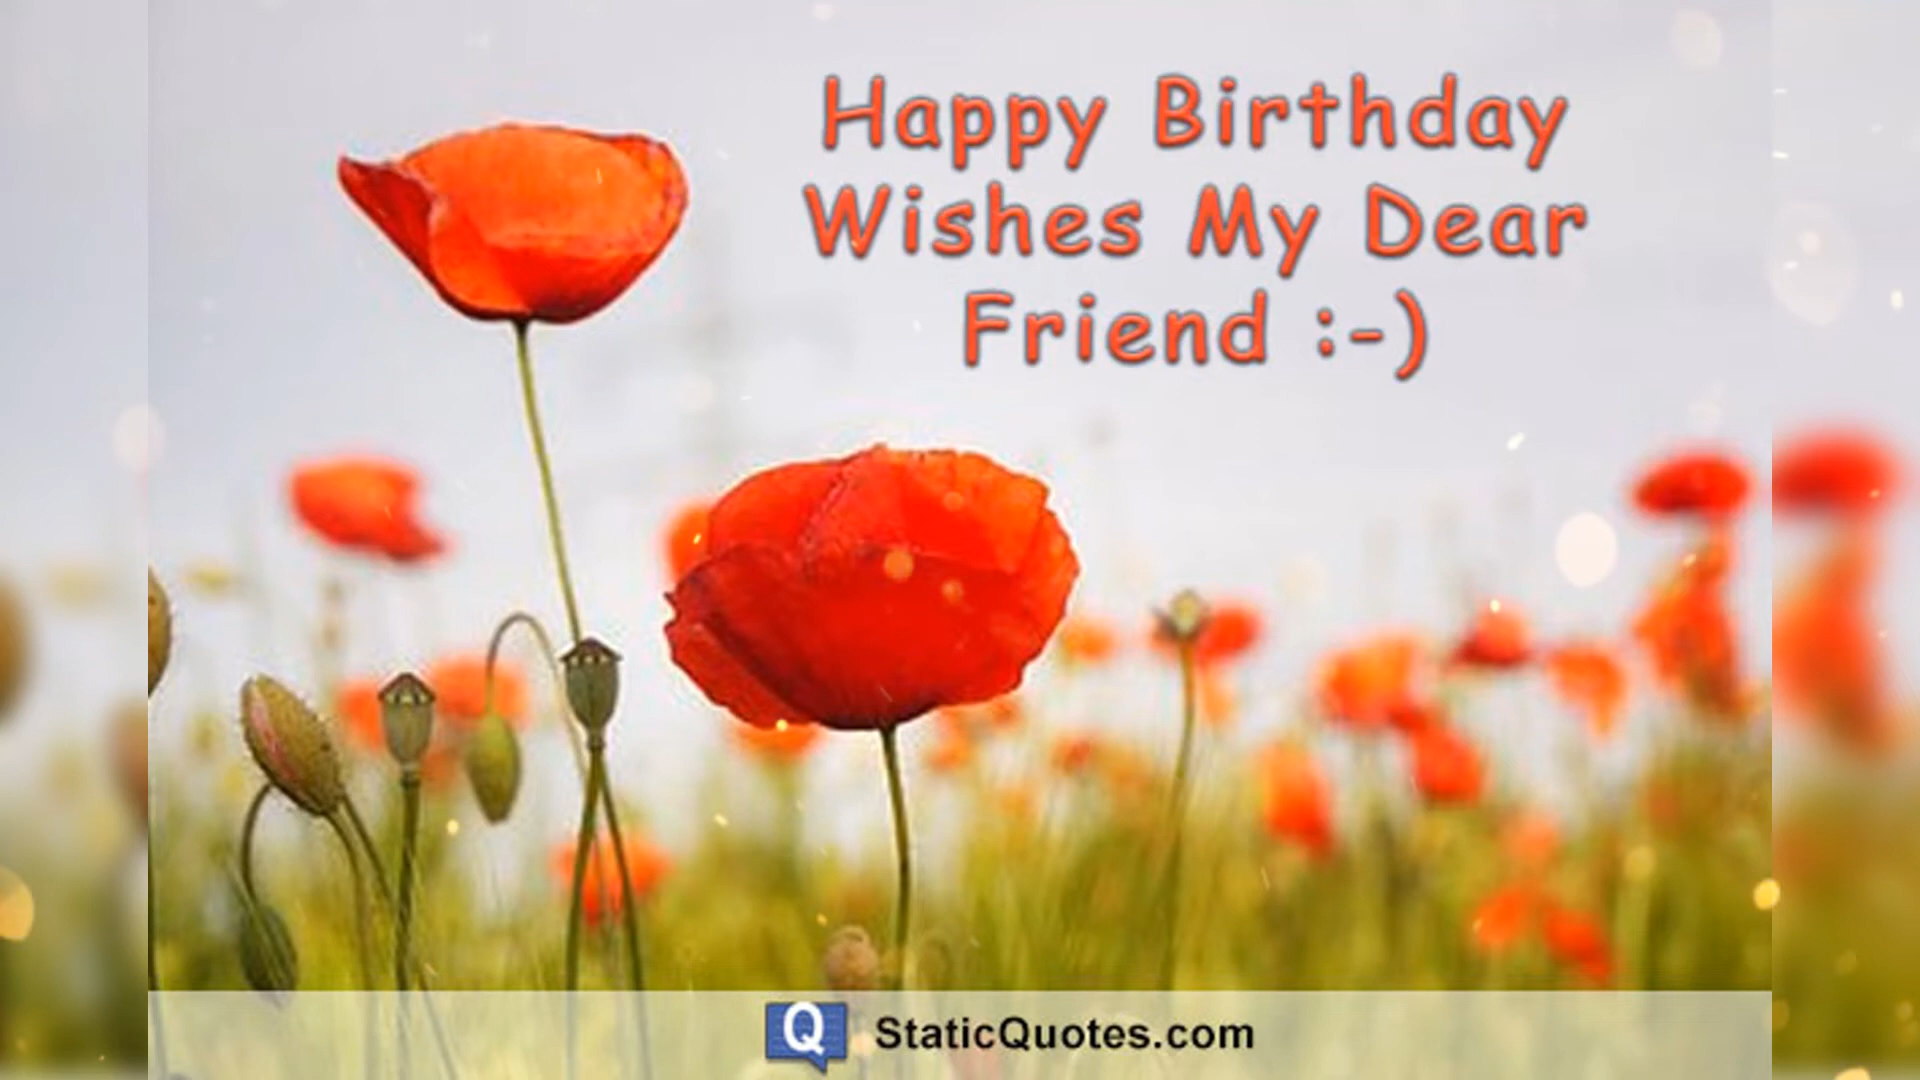 Happy Birthday
Wishes My Dear
Friend :-)
Q StaticQuotes.com